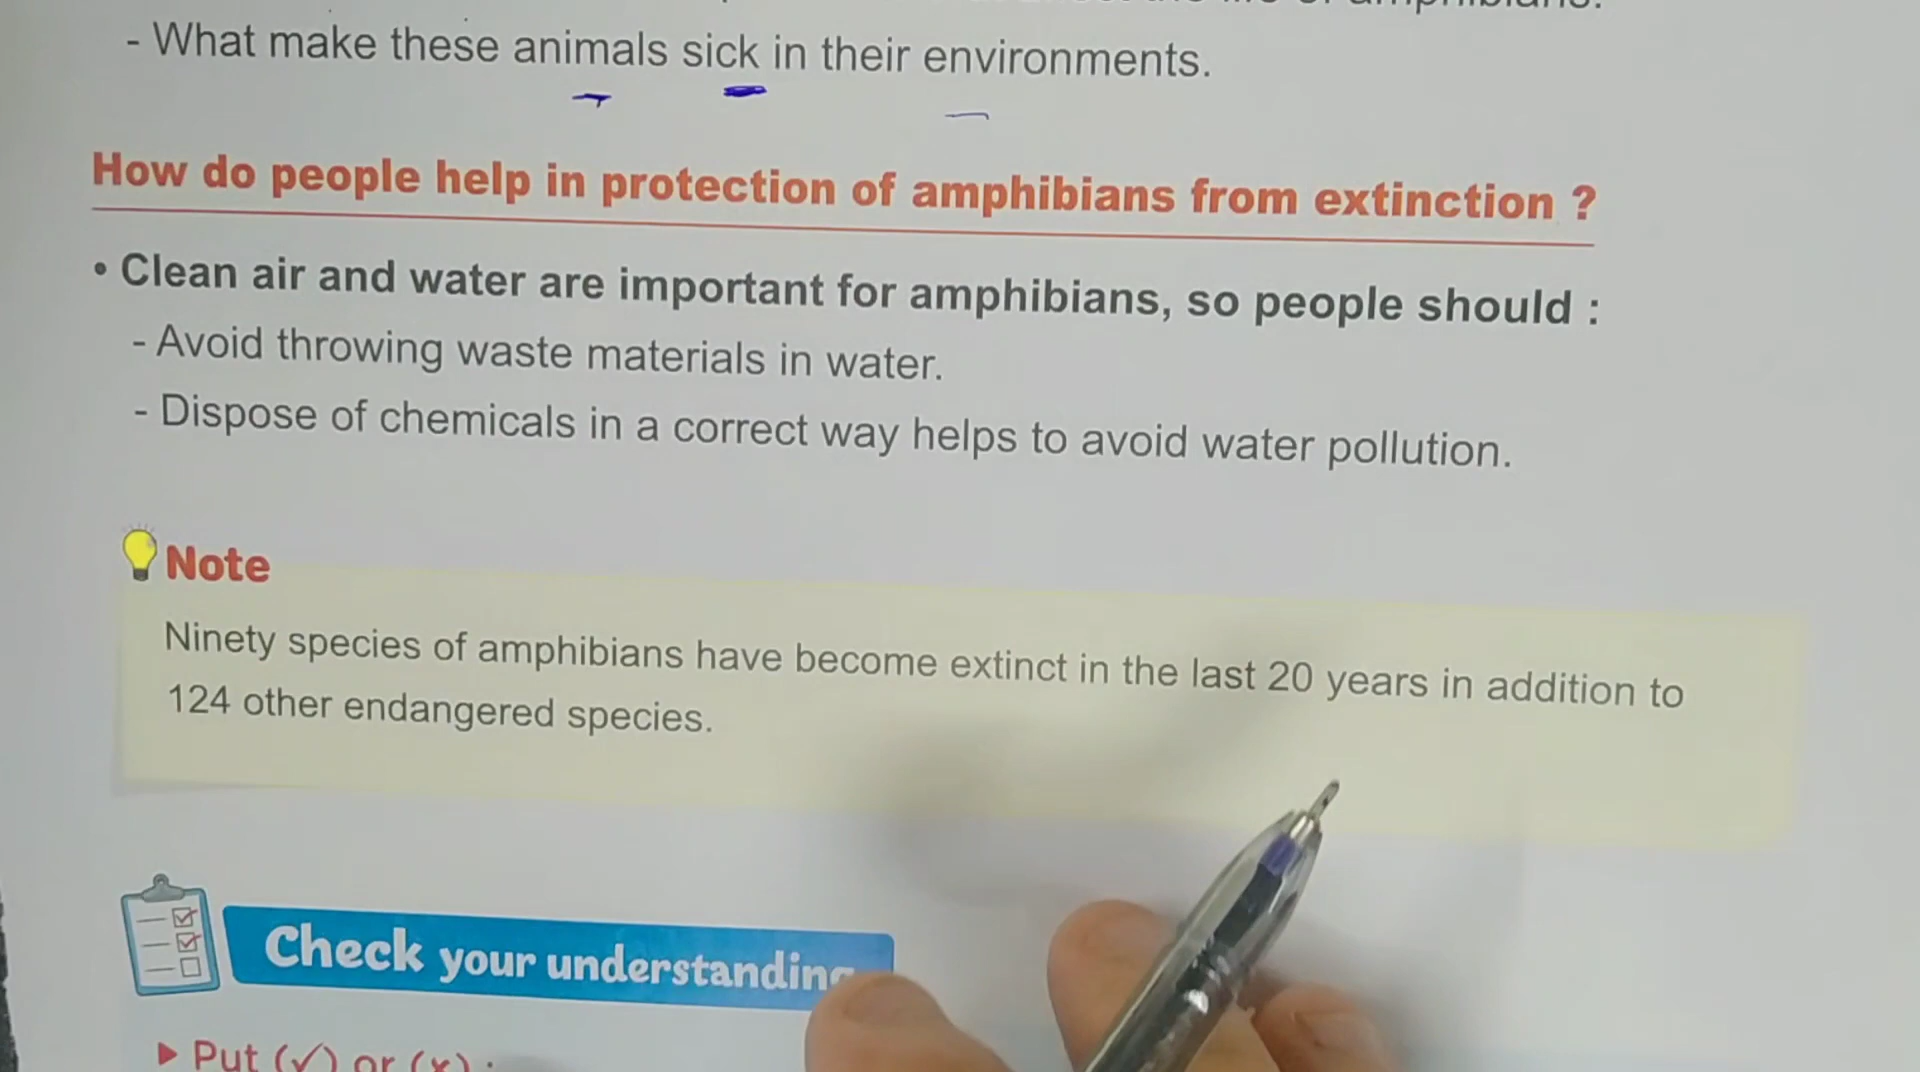 of amphibians.
- What make these animals sick in their environments.
How do people help in protection of amphibians from extinction ?
• Clean air and water are important for amphibians, so people should :
- Avoid throwing waste materials in water.
- Dispose of chemicals in a correct way helps to avoid water pollution.
Note
Ninety species of amphibians have become extinct in the last 20 years in addition to
124 other endangered species.
Check your understanding
▶ Put (✓) or (x) :